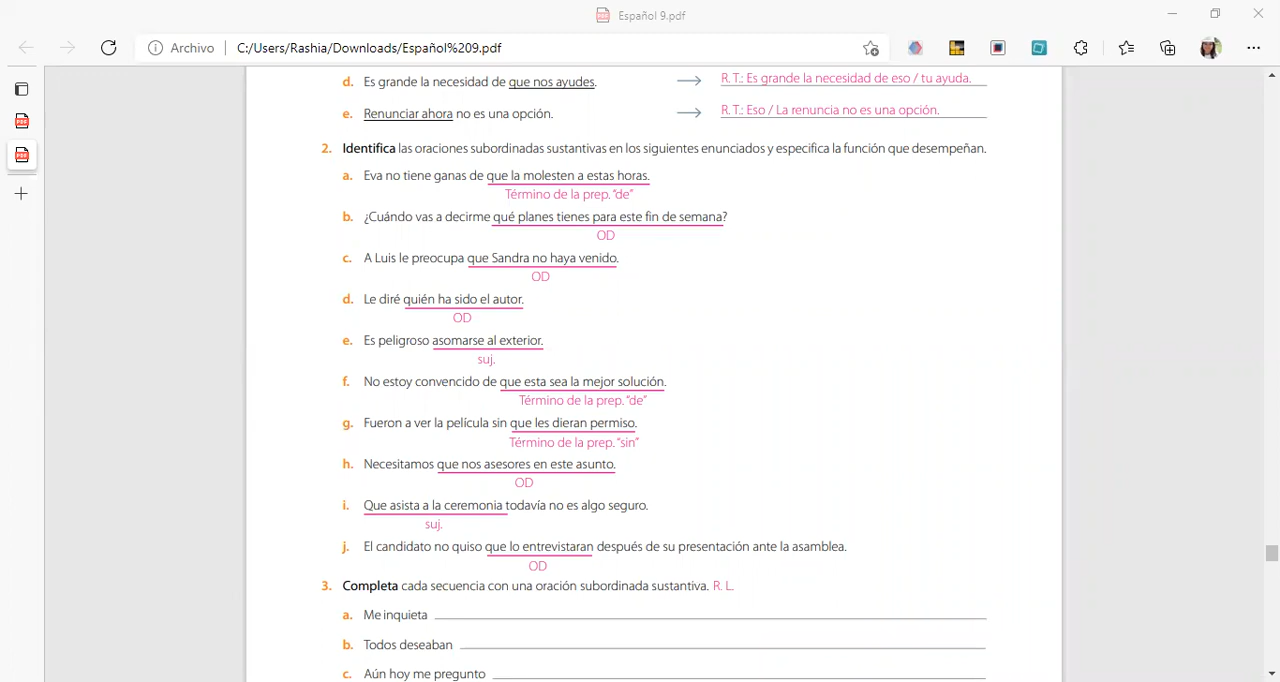 Español 9.pdf
Archivo | C:/Users/Rashia/Downloads/Español%209.pdf
d. Es grande la necesidad de que nos ayudes. → R. T.: Es grande la necesidad de eso / tu ayuda.
e. Renunciar ahora no es una opción. → R. T.: Eso / La renuncia no es una opción.
2. Identifica las oraciones subordinadas sustantivas en los siguientes enunciados y especifica la función que desempeñan.
a. Eva no tiene ganas de que la molesten a estas horas.
Término de la prep. “de”
b. ¿Cuándo vas a decirme qué planes tienes para este fin de semana?
OD
c. A Luis le preocupa que Sandra no haya venido.
OD
d. Le diré quién ha sido el autor.
OD
e. Es peligroso asomarse al exterior.
suj.
f. No estoy convencido de que esta sea la mejor solución.
Término de la prep. “de”
g. Fueron a ver la película sin que les dieran permiso.
Término de la prep. “sin”
h. Necesitamos que nos asesores en este asunto.
OD
i. Que asista a la ceremonia todavía no es algo seguro.
suj.
j. El candidato no quiso que lo entrevistaran después de su presentación ante la asamblea.
OD
3. Completa cada secuencia con una oración subordinada sustantiva. R. L.
a. Me inquieta
b. Todos deseaban
c. Aún hoy me pregunto